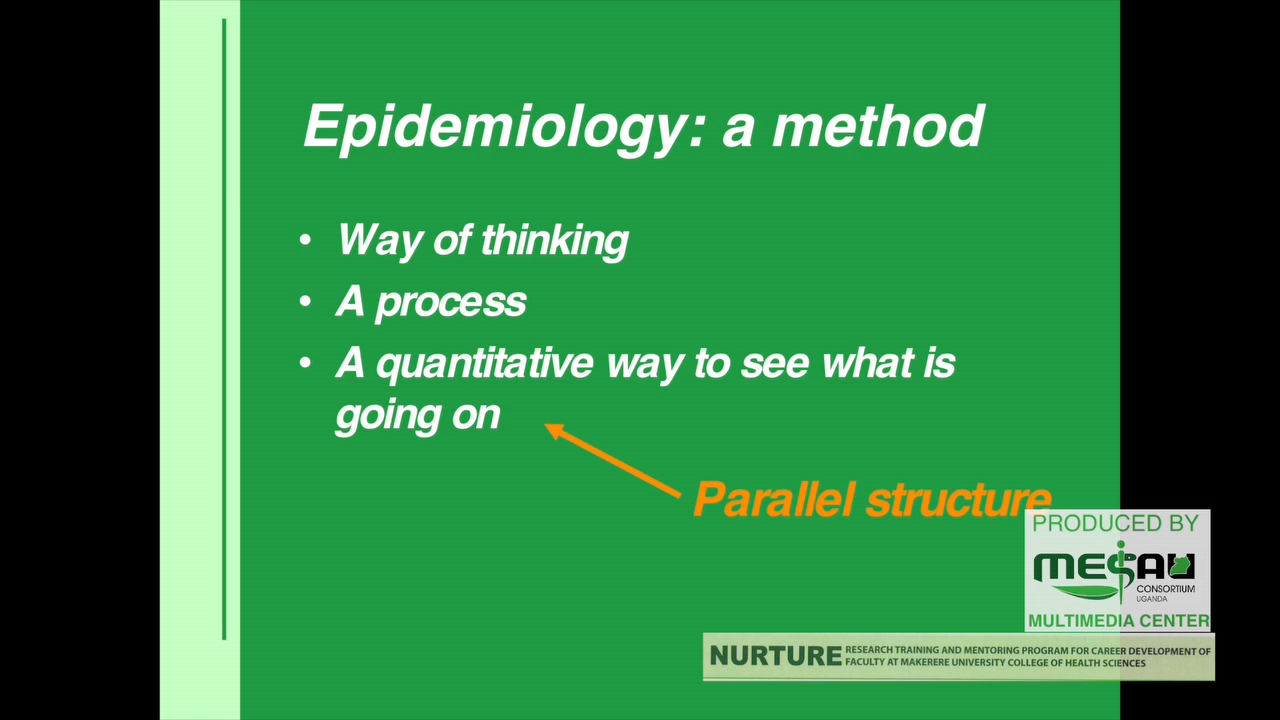 Epidemiology: a method
• Way of thinking
• A process
• A quantitative way to see what is
going on
Parallel structure
PRODUCED BY
MESAU
CONSORTIUM
UGANDA
MULTIMEDIA CENTER
NURTURE RESEARCH TRAINING AND MENTORING PROGRAM FOR CAREER DEVELOPMENT OF
FACULTY AT MAKERERE UNIVERSITY COLLEGE OF HEALTH SCIENCES